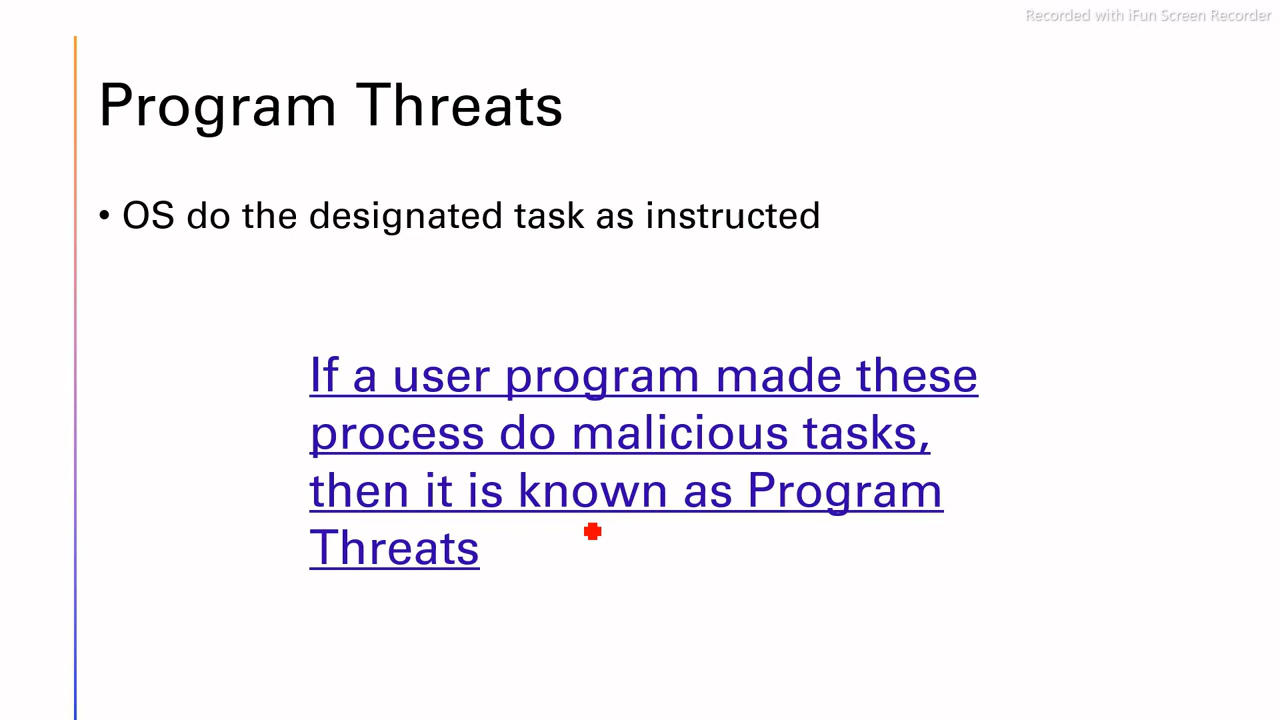 Recorded with iFun Screen Recorder
Program Threats
• OS do the designated task as instructed
If a user program made these
process do malicious tasks,
then it is known as Program
Threats